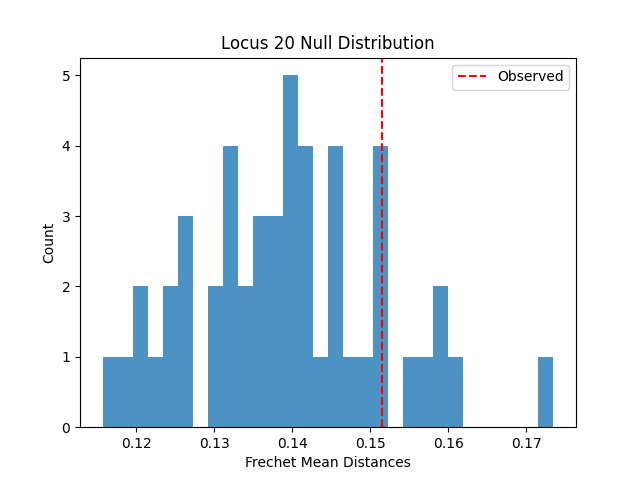 Locus 20 Null Distribution
Observed
5
4
3
2
1
0
Count
0.12 0.13 0.14 0.15 0.16 0.17
Frechet Mean Distances